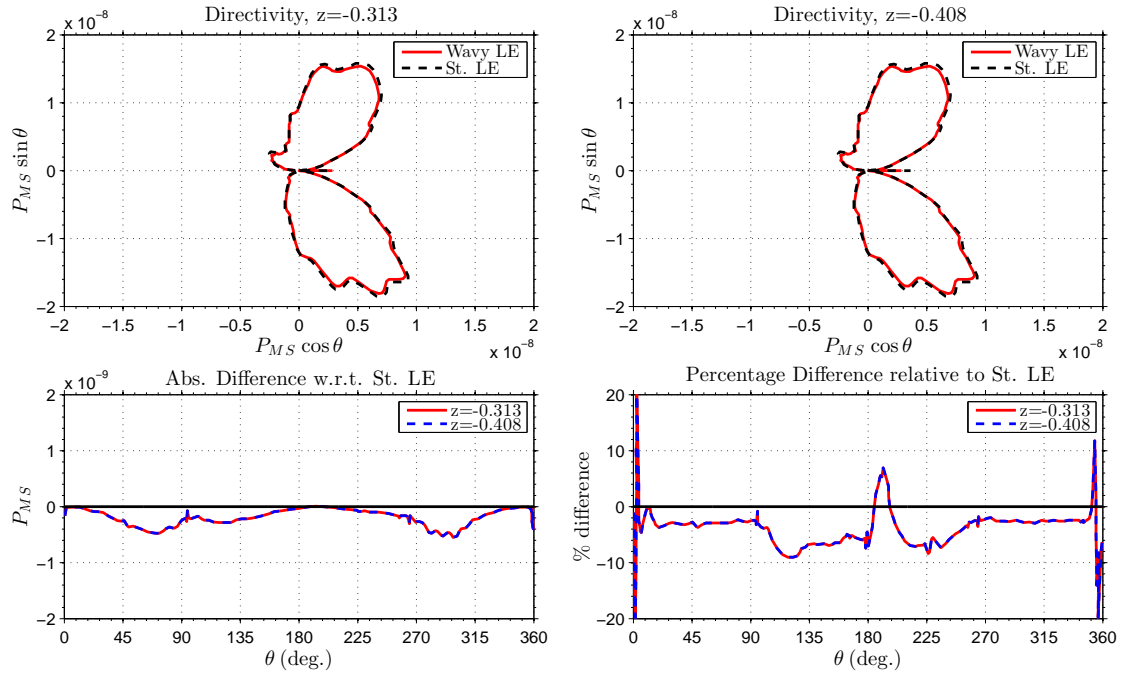 x 10⁻⁸
Directivity, z=-0.313
2
1
0
−1
−2
−2
−1.5
−1
−0.5
0
0.5
1
1.5
2
x 10⁻⁸
P_MS sin θ
P_MS cos θ
Wavy LE
St. LE
x 10⁻⁸
Directivity, z=-0.408
2
1
0
−1
−2
−2
−1.5
−1
−0.5
0
0.5
1
1.5
2
x 10⁻⁸
P_MS sin θ
P_MS cos θ
Wavy LE
St. LE
x 10⁻⁹
Abs. Difference w.r.t. St. LE
2
1
0
−1
−2
0
45
90
135
180
225
270
315
360
P_MS
θ (deg.)
z=-0.313
z=-0.408
Percentage Difference relative to St. LE
20
10
0
−10
−20
0
45
90
135
180
225
270
315
360
% difference
θ (deg.)
z=-0.313
z=-0.408